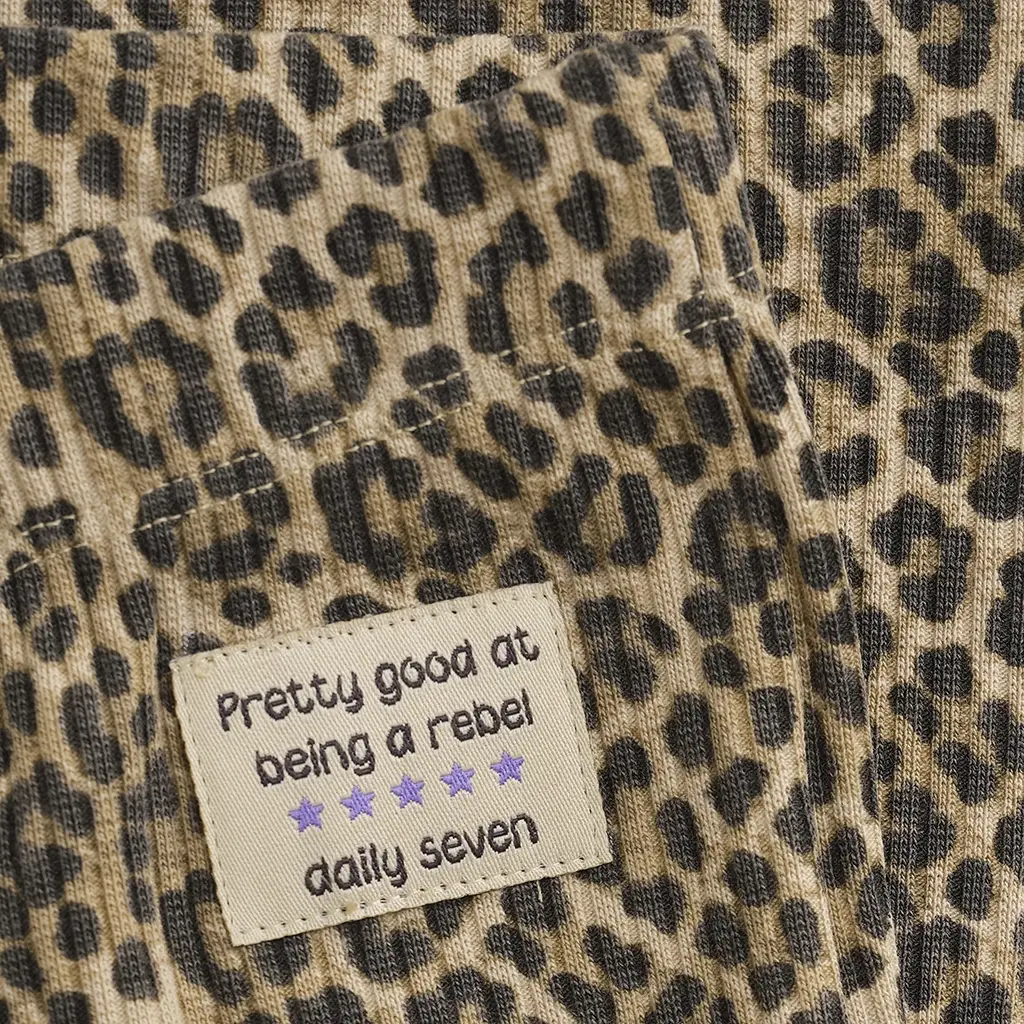 Pretty good at
being a rebel
daily seven